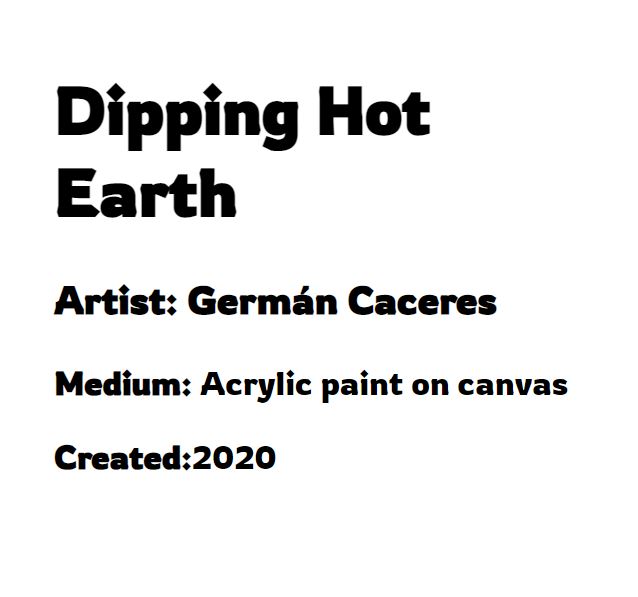 Dipping Hot
Earth
Artist: Germán Caceres
Medium: Acrylic paint on canvas
Created:2020